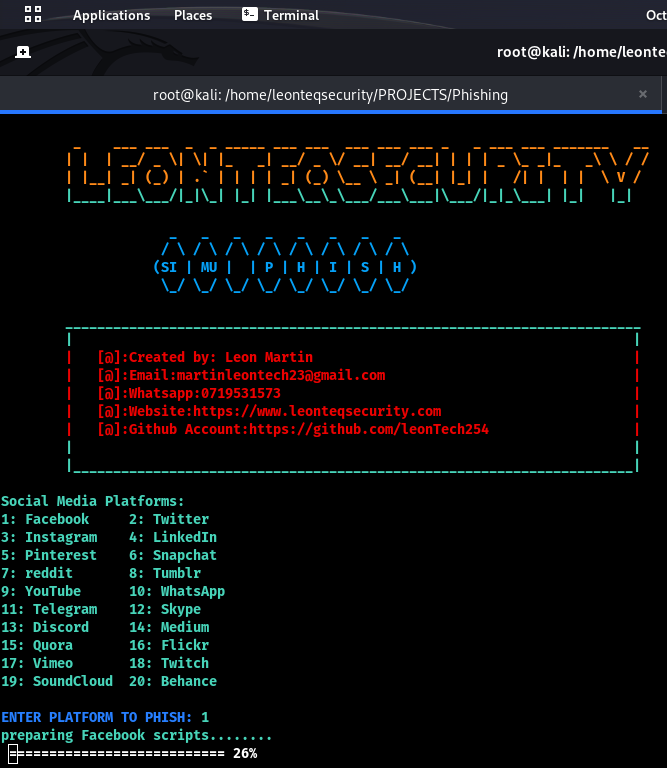 Applications Places Terminal Oct
root@kali: /home/leonte
root@kali: /home/leonteqsecurity/PROJECTS/Phishing ×
LEONTEQSECURITY
(SI | MU | | P | H | I | S | H )
[@]:Created by: Leon Martin
[@]:Email:martinleontech23@gmail.com
[@]:Whatsapp:0719531573
[@]:Website:https://www.leonteqsecurity.com
[@]:Github Account:https://github.com/leonTech254
Social Media Platforms:
1: Facebook 2: Twitter
3: Instagram 4: LinkedIn
5: Pinterest 6: Snapchat
7: reddit 8: Tumblr
9: YouTube 10: WhatsApp
11: Telegram 12: Skype
13: Discord 14: Medium
15: Quora 16: Flickr
17: Vimeo 18: Twitch
19: SoundCloud 20: Behance
ENTER PLATFORM TO PHISH: 1
preparing Facebook scripts........
=========================== 26%